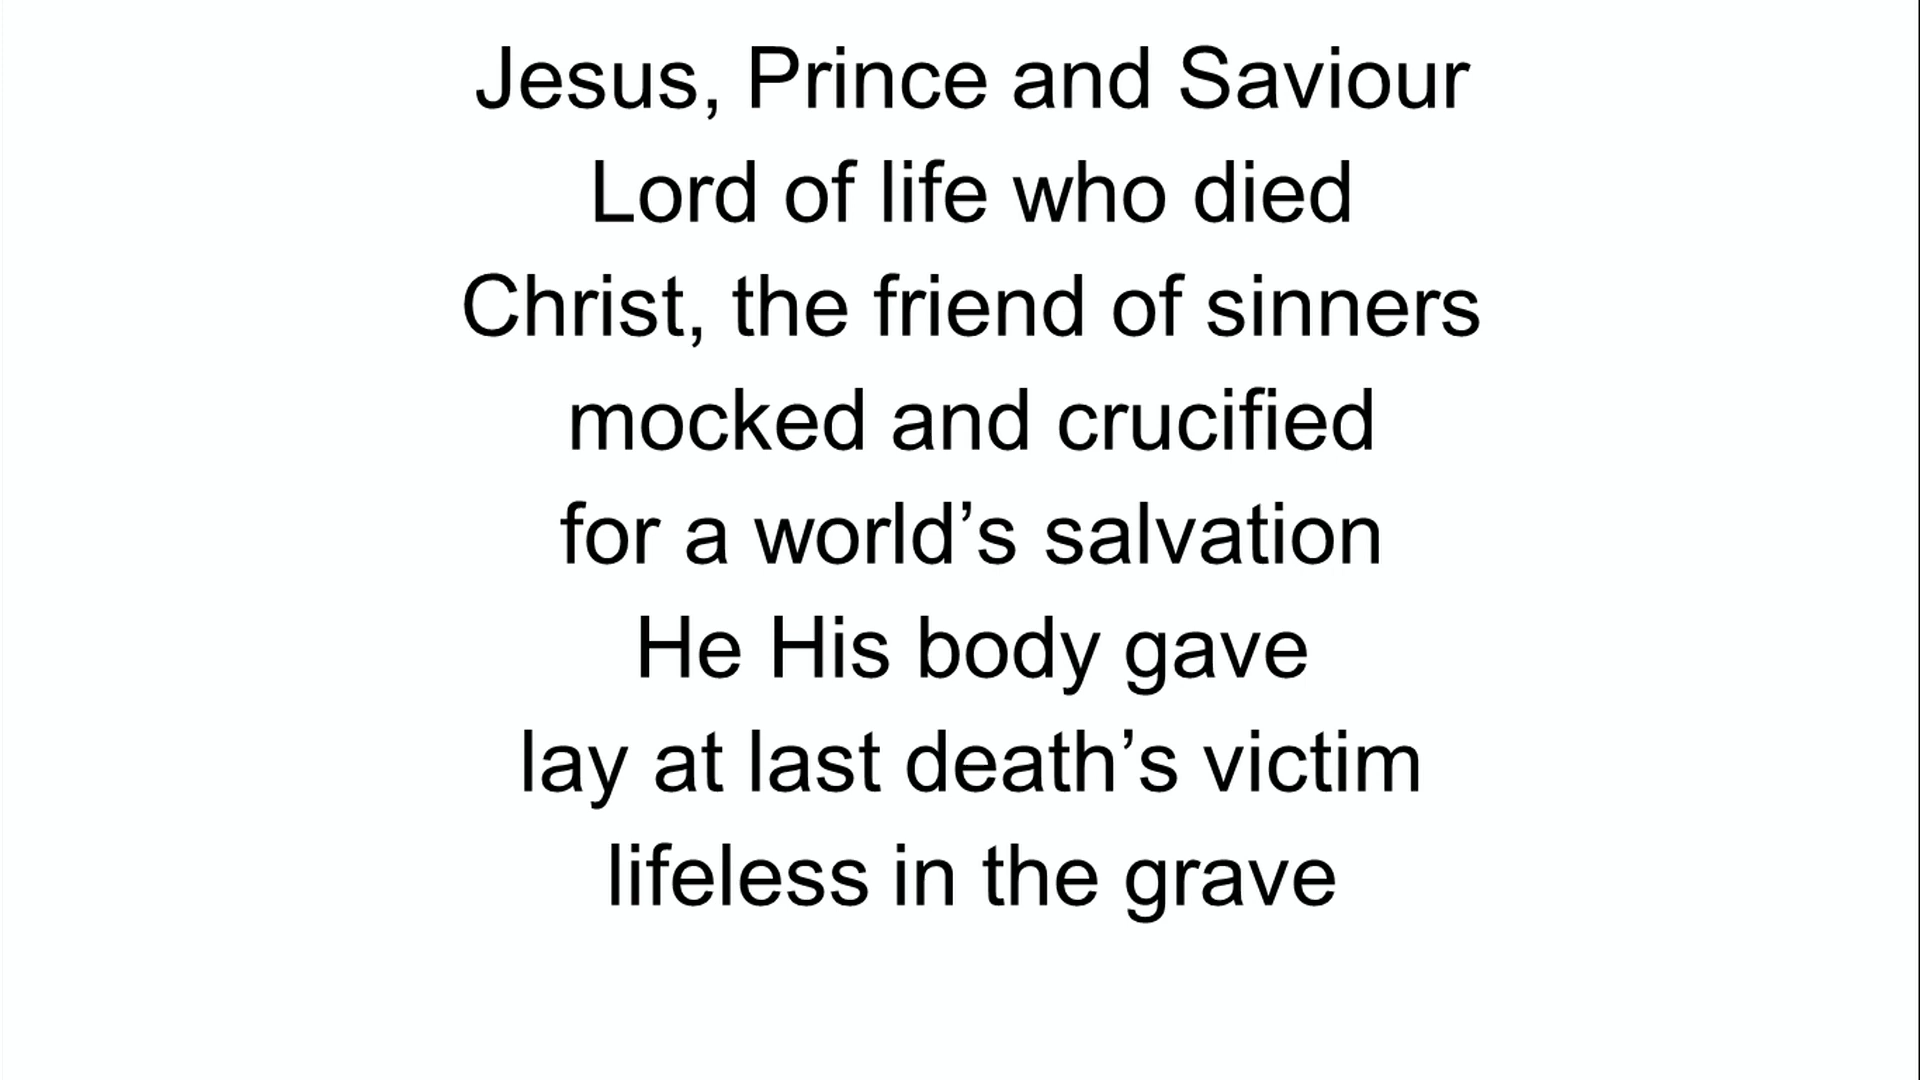 Jesus, Prince and Saviour
Lord of life who died
Christ, the friend of sinners
mocked and crucified
for a world’s salvation
He His body gave
lay at last death’s victim
lifeless in the grave